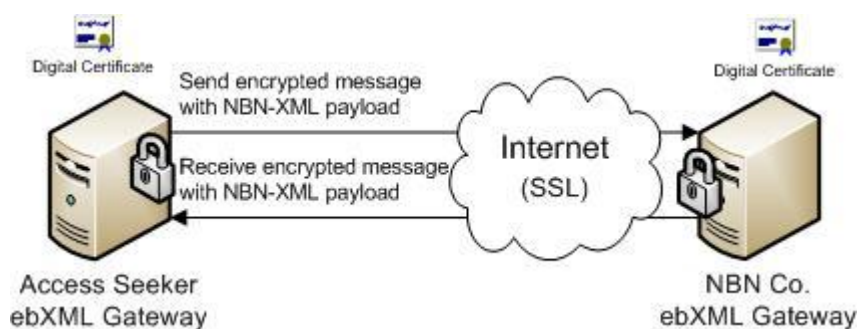 Digital Certificate
Digital Certificate
Send encrypted message
with NBN-XML payload
Internet
(SSL)
Receive encrypted message
with NBN-XML payload
Access Seeker
ebXML Gateway
NBN Co.
ebXML Gateway